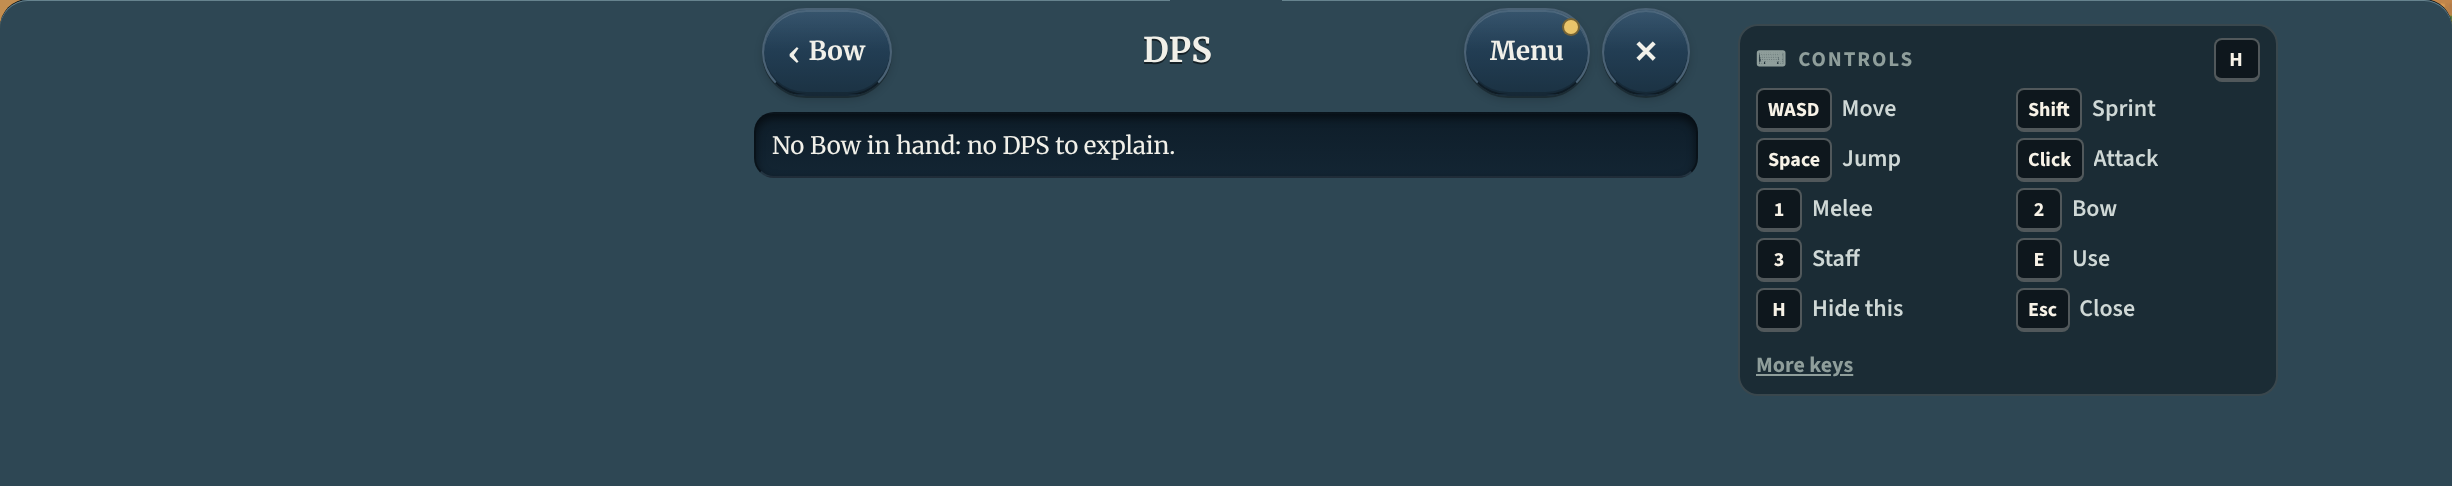 ‹ Bow
DPS
Menu
✕
No Bow in hand: no DPS to explain.
CONTROLS
H
WASD Move
Shift Sprint
Space Jump
Click Attack
1 Melee
2 Bow
3 Staff
E Use
H Hide this
Esc Close
More keys